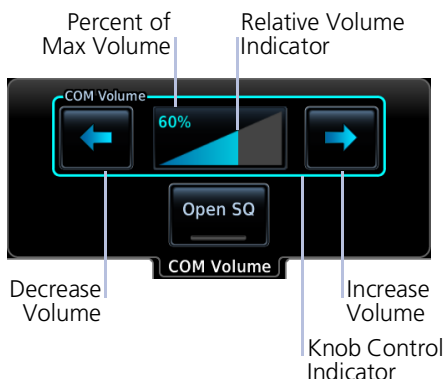 Percent of
Max Volume
Relative Volume
Indicator
COM Volume
60%
Open SQ
COM Volume
Decrease
Volume
Increase
Volume
Knob Control
Indicator